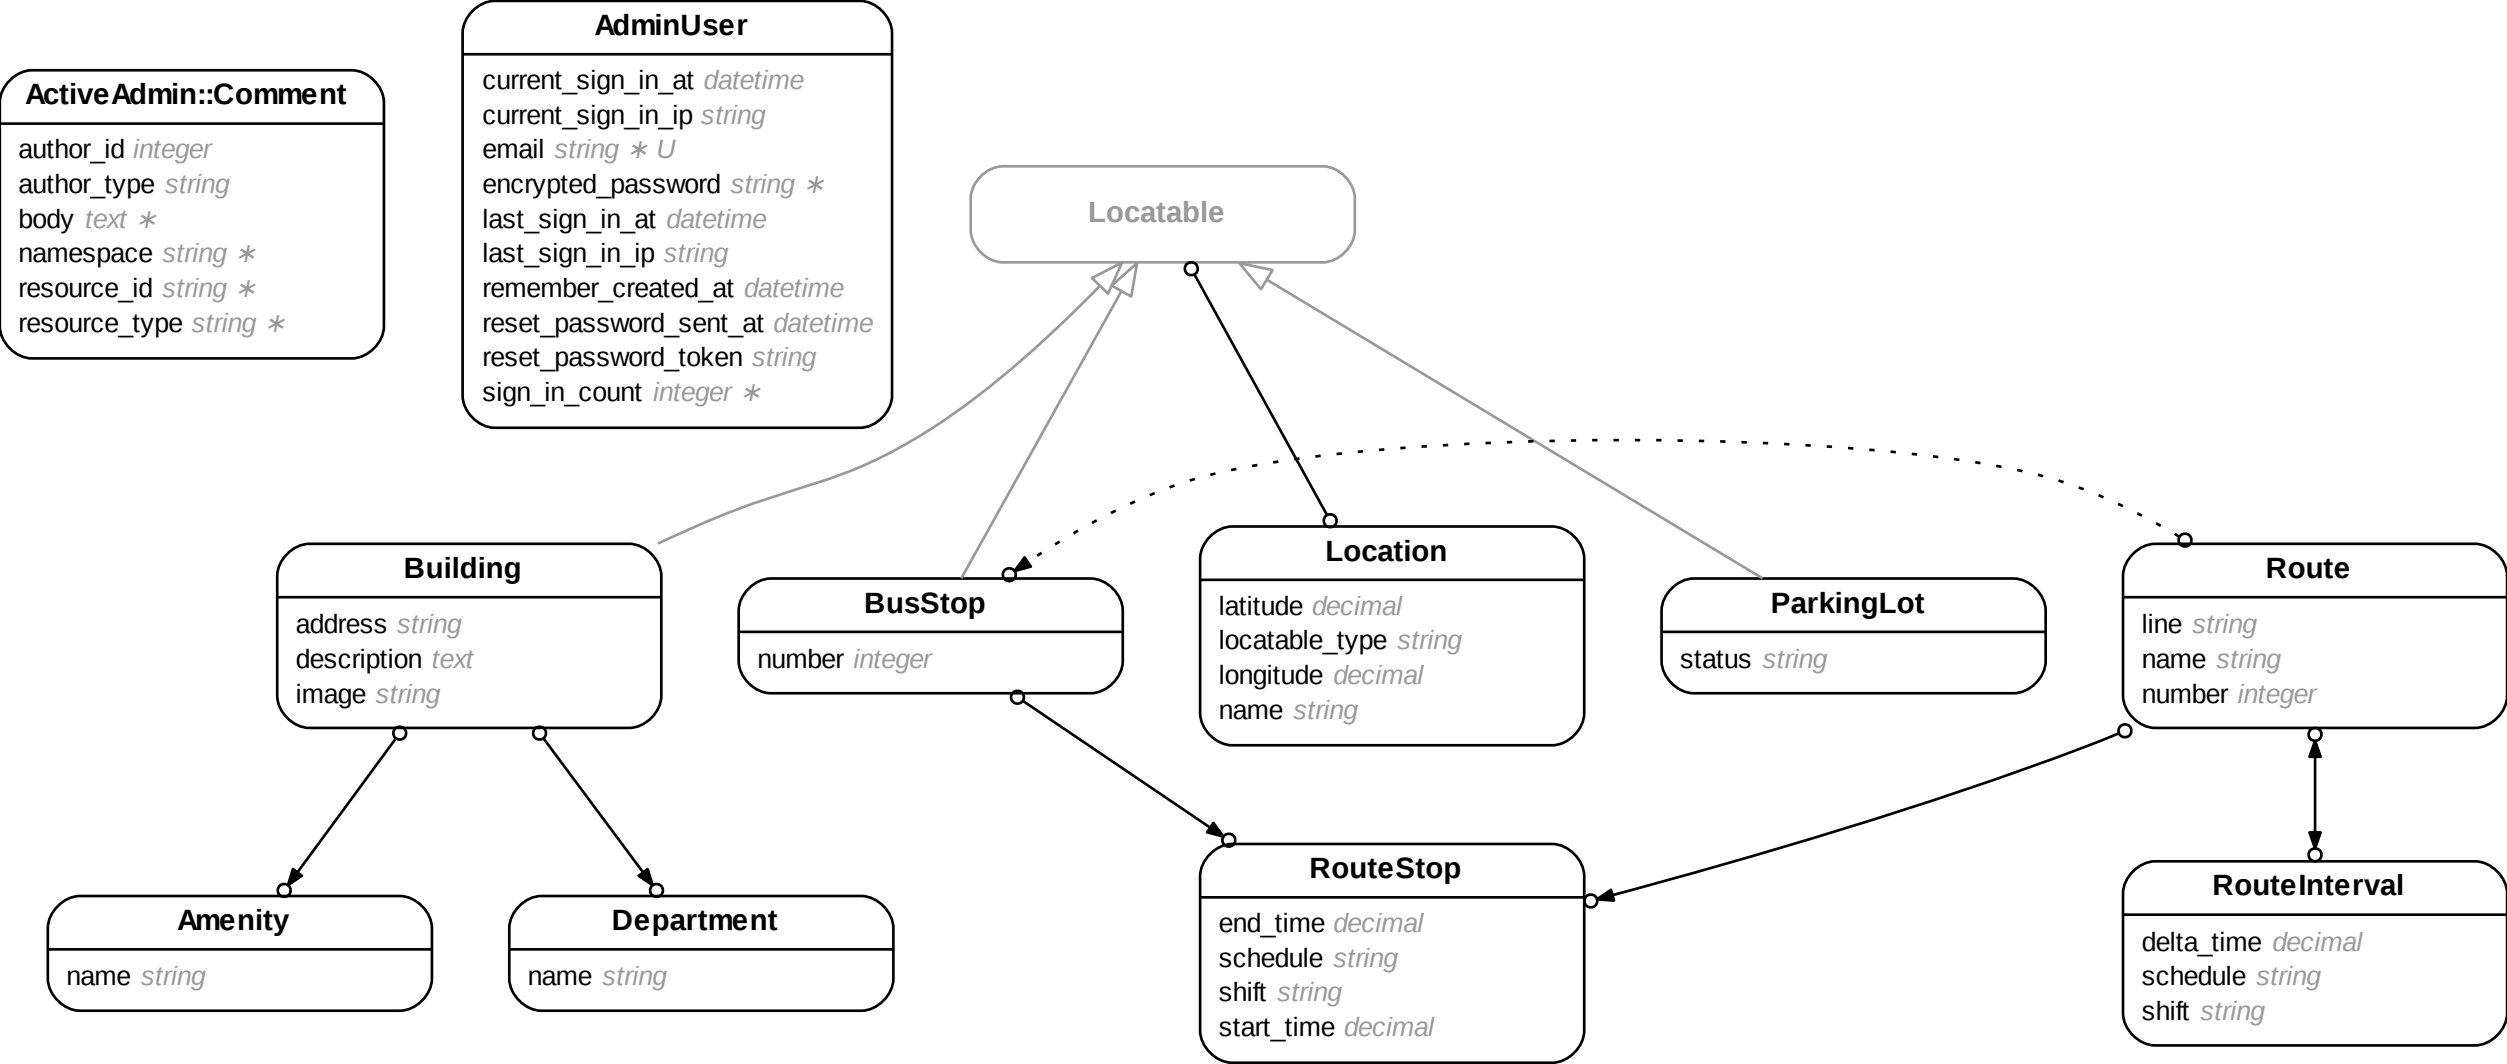 ActiveAdmin::Comment
author_id integer
author_type string
body text ∗
namespace string ∗
resource_id string ∗
resource_type string ∗
AdminUser
current_sign_in_at datetime
current_sign_in_ip string
email string ∗ U
encrypted_password string ∗
last_sign_in_at datetime
last_sign_in_ip string
remember_created_at datetime
reset_password_sent_at datetime
reset_password_token string
sign_in_count integer ∗
Locatable
Building
address string
description text
image string
BusStop
number integer
Location
latitude decimal
locatable_type string
longitude decimal
name string
ParkingLot
status string
Route
line string
name string
number integer
Amenity
name string
Department
name string
RouteStop
end_time decimal
schedule string
shift string
start_time decimal
RouteInterval
delta_time decimal
schedule string
shift string